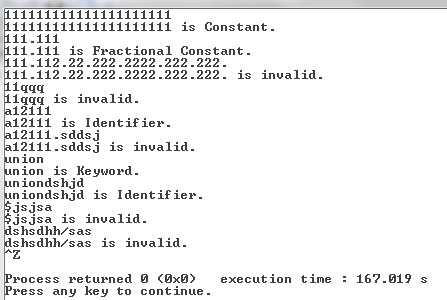 11111111111111111111111
11111111111111111111111 is Constant.
111.111
111.111 is Fractional Constant.
111.112.22.222.2222.222.222.
111.112.22.222.2222.222.222. is invalid.
11qqq
11qqq is invalid.
a12111
a12111 is Identifier.
a12111.sddsj
a12111.sddsj is invalid.
union
union is Keyword.
uniondshjd
uniondshjd is Identifier.
$jsjsa
$jsjsa is invalid.
dshsdhh/sas
dshsdhh/sas is invalid.
^Z
Process returned 0 (0x0)   execution time : 167.019 s
Press any key to continue.